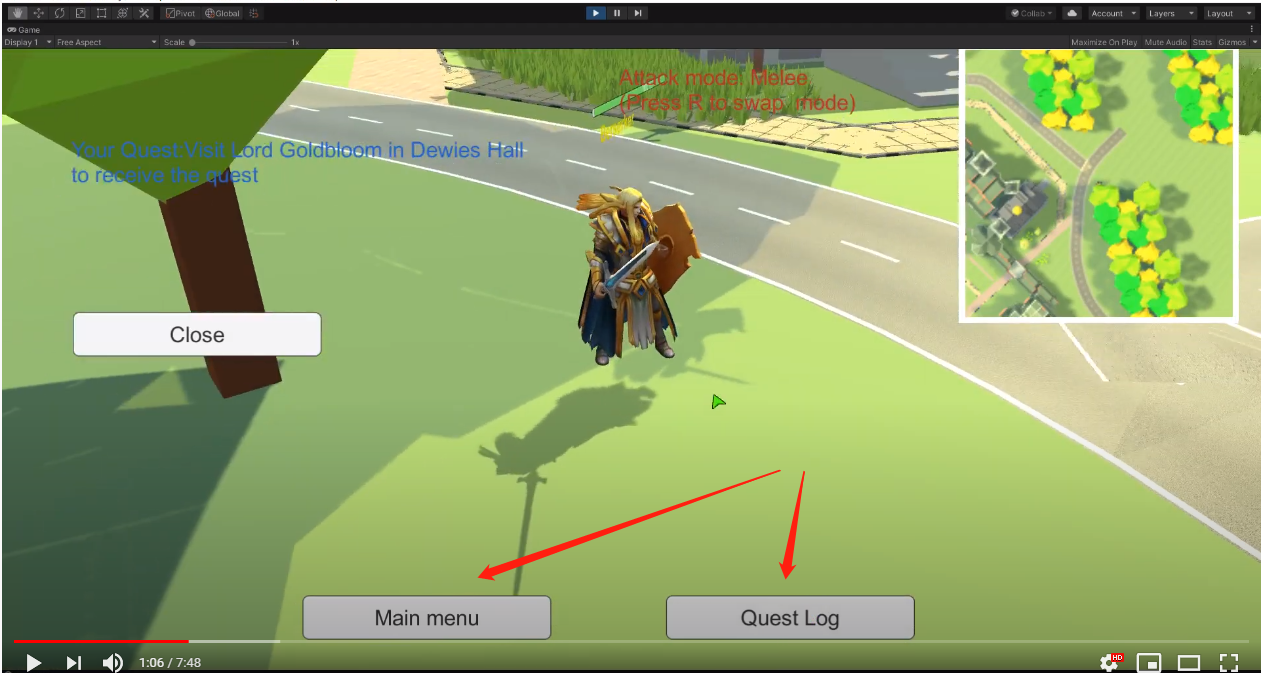 Pivot
Global
Collab
Account
Layers
Layout
Game
Display 1
Free Aspect
Scale
1x
Maximize On Play
Mute Audio
Stats
Gizmos
Attack mode: Melee
(Press R to swap mode)
Your Quest:Visit Lord Goldbloom in Dewies Hall
to receive the quest
Close
Main menu
Quest Log
1:06 / 7:48
HD